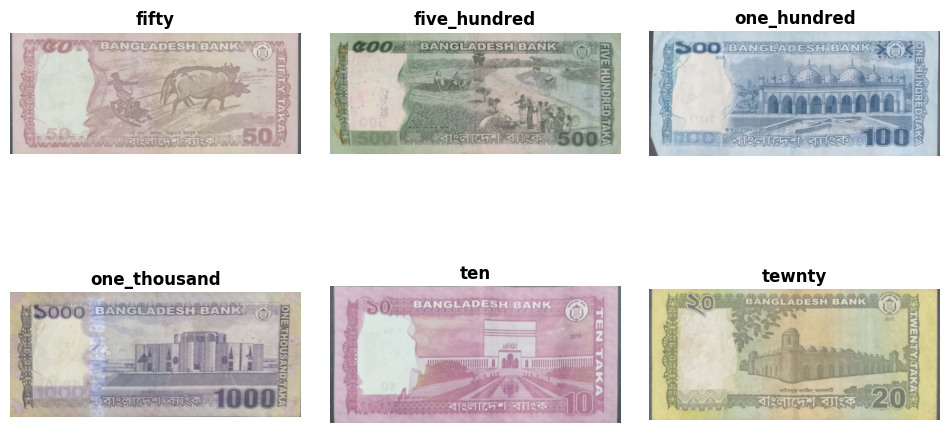 fifty
৫০ BANGLADESH BANK
FIFTY TAKA
50
বাংলাদেশ ব্যাংক 50
five_hundred
৫০০ BANGLADESH BANK
FIVE HUNDRED TAKA
500
বাংলাদেশ ব্যাংক 500
one_hundred
১০০ BANGLADESH BANK
ONE HUNDRED TAKA
100
বাংলাদেশ ব্যাংক 100
one_thousand
১০০০ BANGLADESH BANK
ONE THOUSAND TAKA
1000
বাংলাদেশ ব্যাংক 1000
ten
১০ BANGLADESH BANK
TEN TAKA
বাংলাদেশ ব্যাংক 10
tewnty
২০ BANGLADESH BANK
TWENTY TAKA
বাংলাদেশ ব্যাংক 20